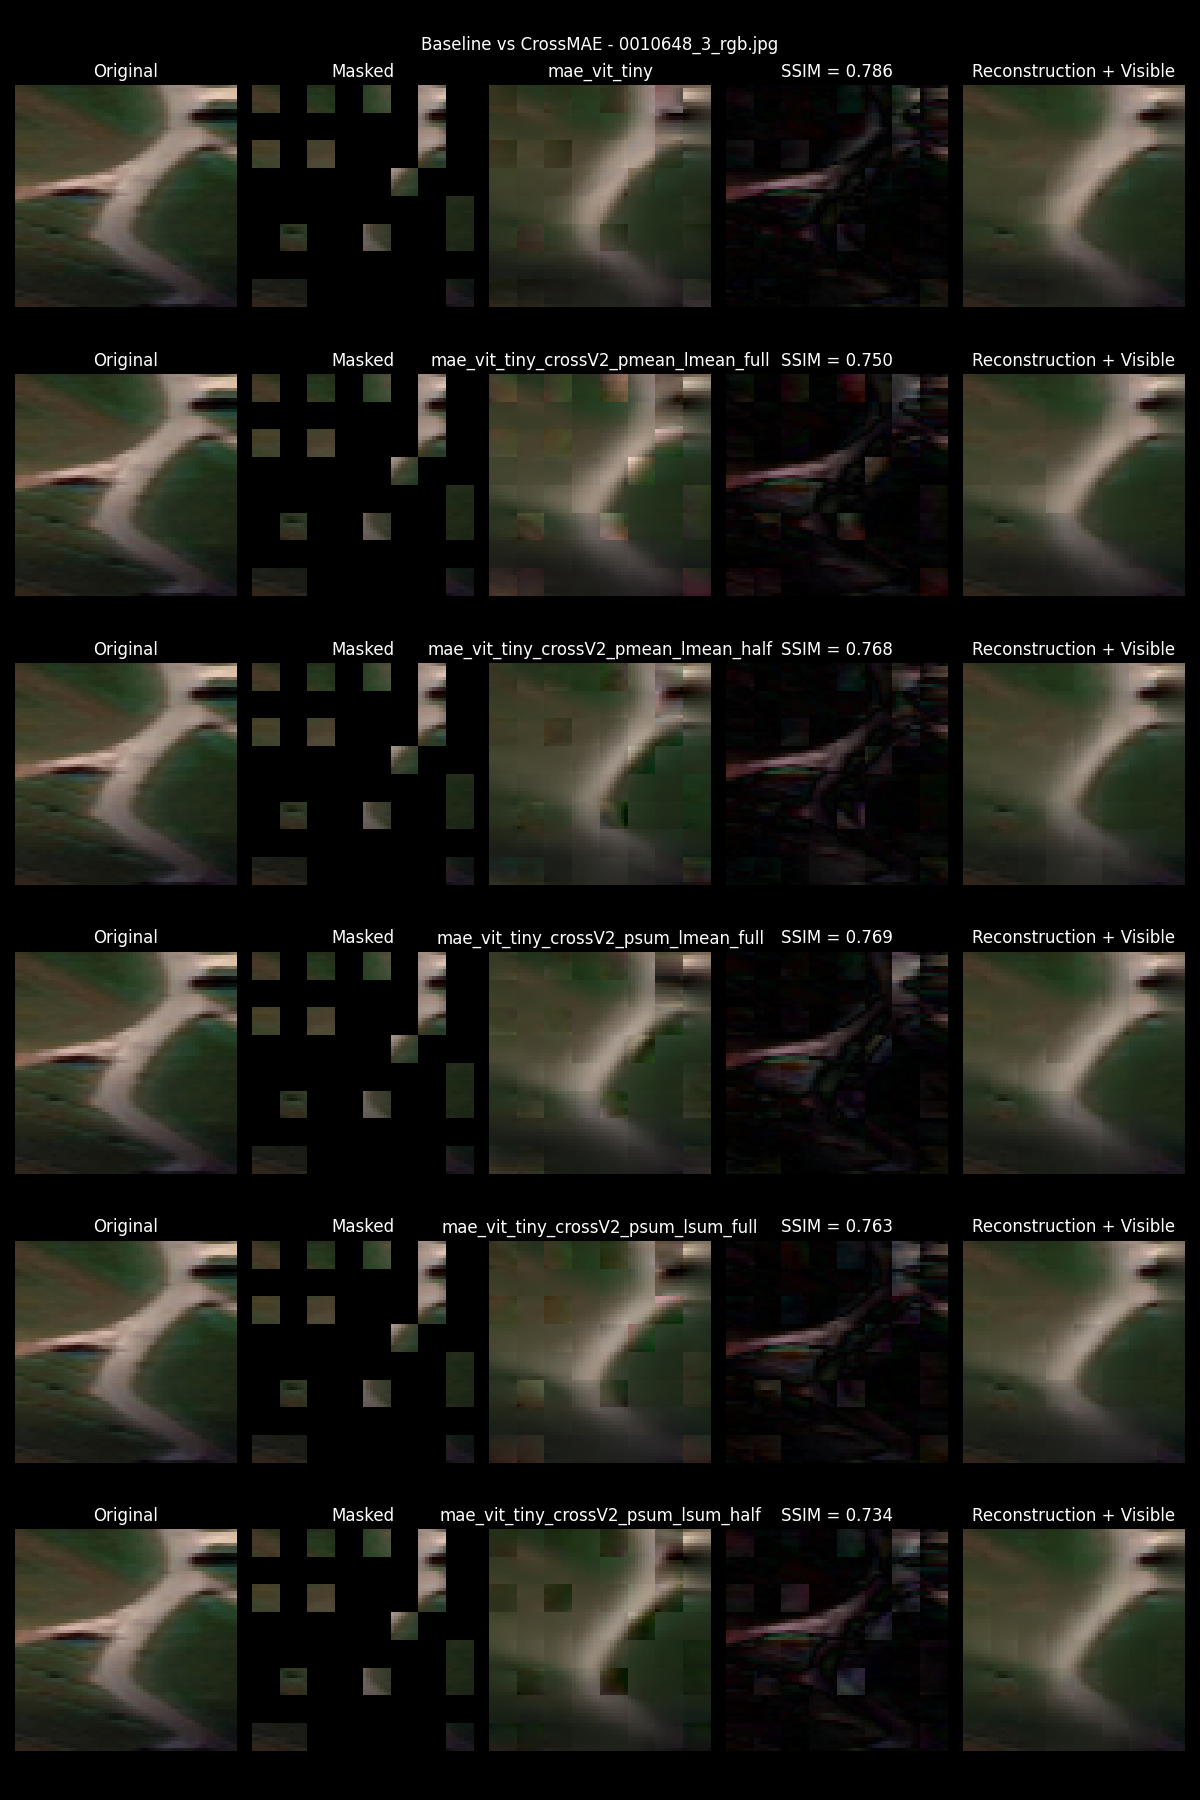 Baseline vs CrossMAE - 0010648_3_rgb.jpg
Original Masked mae_vit_tiny SSIM = 0.786 Reconstruction + Visible
Original Masked mae_vit_tiny_crossV2_pmean_lmean_full SSIM = 0.750 Reconstruction + Visible
Original Masked mae_vit_tiny_crossV2_pmean_lmean_half SSIM = 0.768 Reconstruction + Visible
Original Masked mae_vit_tiny_crossV2_psum_lmean_full SSIM = 0.769 Reconstruction + Visible
Original Masked mae_vit_tiny_crossV2_psum_lsum_full SSIM = 0.763 Reconstruction + Visible
Original Masked mae_vit_tiny_crossV2_psum_lsum_half SSIM = 0.734 Reconstruction + Visible